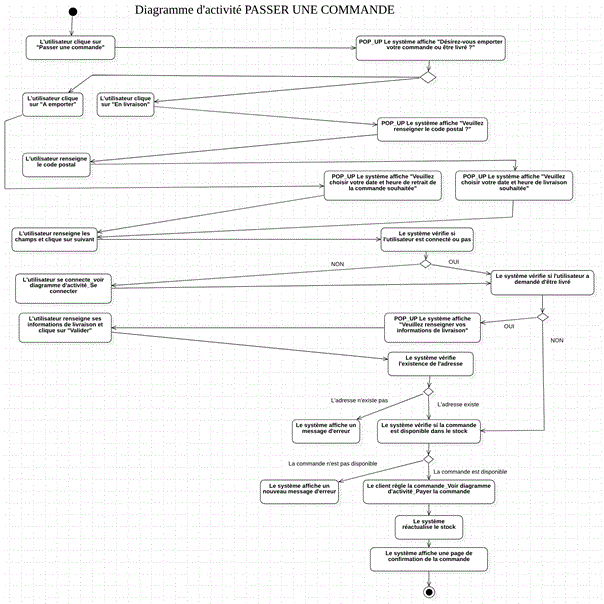 Diagramme d'activité PASSER UNE COMMANDE
L'utilisateur clique sur
"Passer une commande"
POP_UP Le système affiche "Désirez-vous emporter
votre commande ou être livré ?"
L'utilisateur clique
sur "A emporter"
L'utilisateur clique
sur "En livraison"
POP_UP Le système affiche "Veuillez
renseigner le code postal ?"
L'utilisateur renseigne
le code postal
POP_UP Le système affiche "Veuillez
choisir votre date et heure de retrait de
la commande souhaitée"
POP_UP Le système affiche "Veuillez
choisir votre date et heure de livraison
souhaitée"
L'utilisateur renseigne les
champs et clique sur suivant
Le système vérifie si
l'utilisateur est connecté ou pas
NON
OUI
L'utilisateur se connecte_voir
diagramme d'activité_Se
connecter
Le système vérifie si l'utilisateur a
demandé d'être livré
L'utilisateur renseigne ses
informations de livraison et
clique sur "Valider"
POP_UP Le système affiche
"Veuillez renseigner vos
informations de livraison"
OUI
NON
Le système vérifie
l'existence de l'adresse
L'adresse n'existe pas
L'adresse existe
Le système affiche un
message d'erreur
Le système vérifie si la commande
est disponible dans le stock
La commande n'est pas disponible
La commande est disponible
Le système affiche un
nouveau message d'erreur
Le client règle la commande_Voir diagramme
d'activité_Payer la commande
Le système
réactualise le stock
Le système affiche une page de
confirmation de la commande